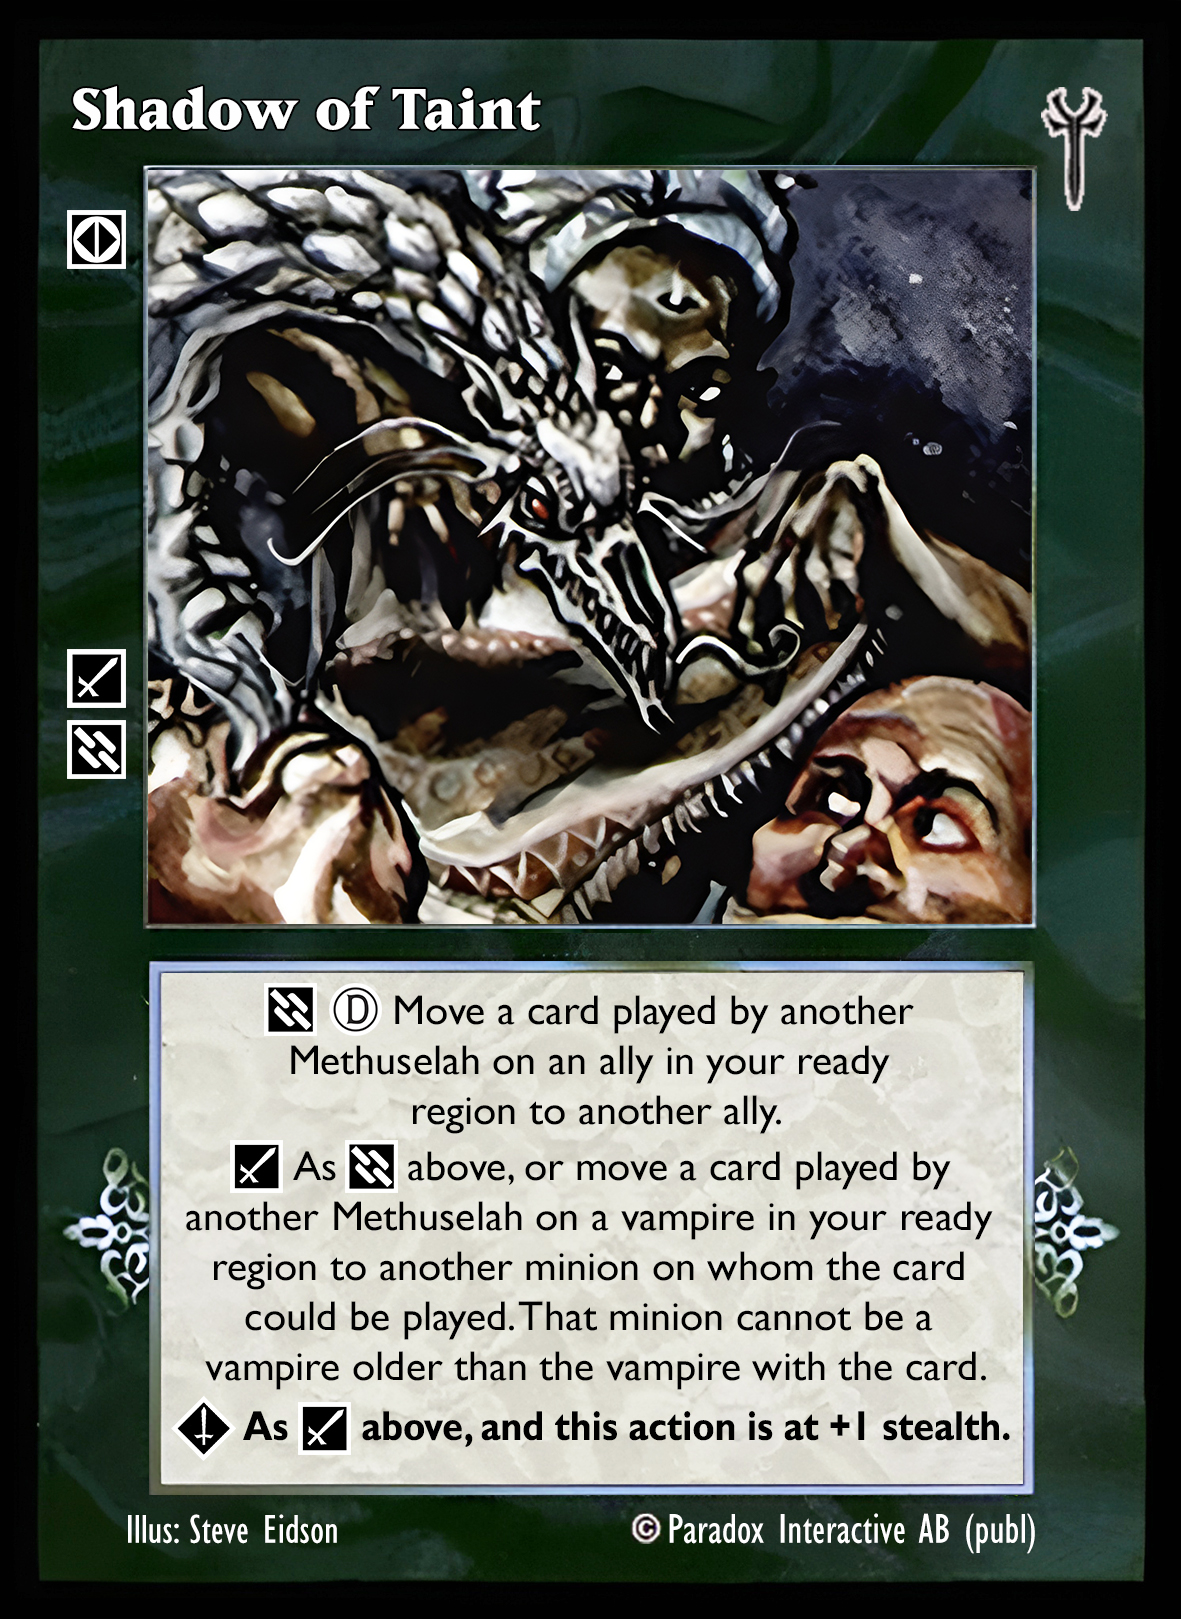 Shadow of Taint
D Move a card played by another
Methuselah on an ally in your ready
region to another ally.
As above, or move a card played by
another Methuselah on a vampire in your ready
region to another minion on whom the card
could be played. That minion cannot be a
vampire older than the vampire with the card.
As above, and this action is at +1 stealth.
Illus: Steve Eidson
© Paradox Interactive AB (publ)